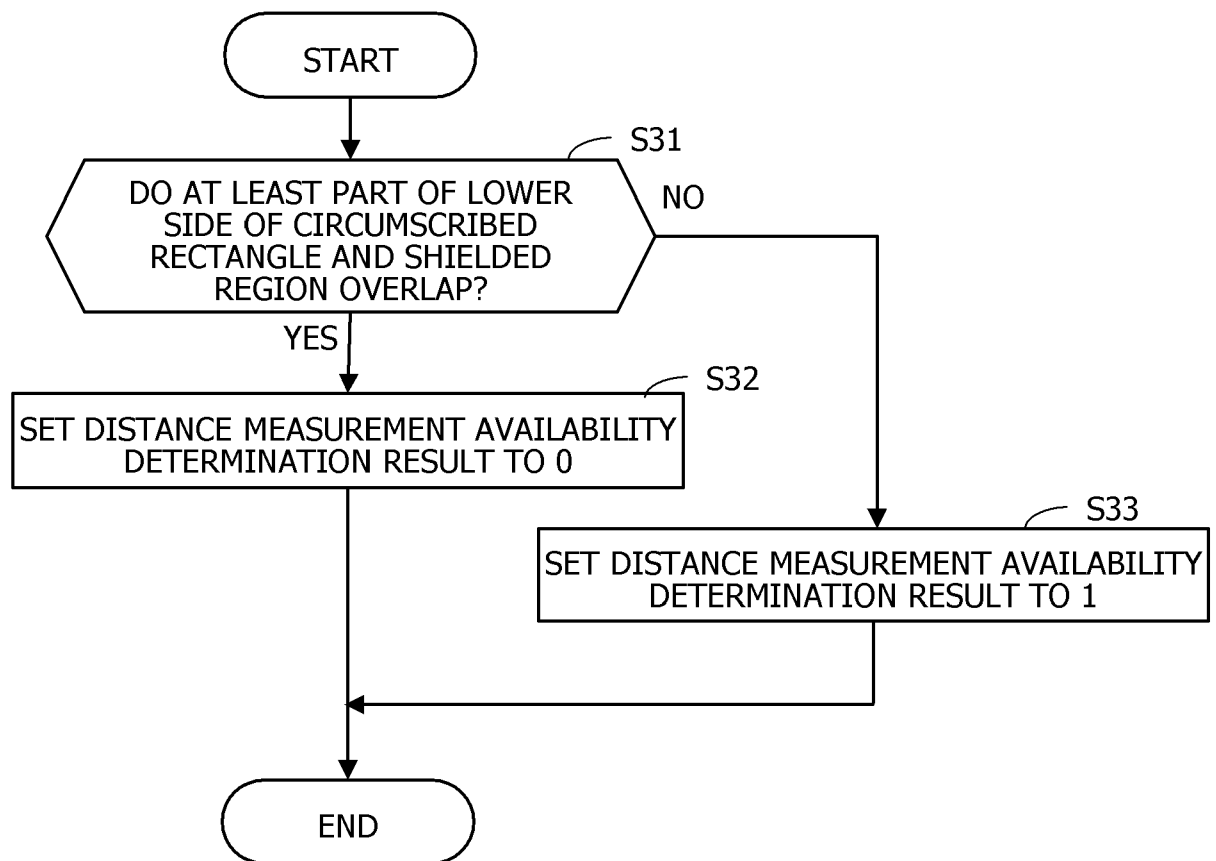 START
S31
DO AT LEAST PART OF LOWER
SIDE OF CIRCUMSCRIBED
RECTANGLE AND SHIELDED
REGION OVERLAP?
NO
YES
S32
SET DISTANCE MEASUREMENT AVAILABILITY
DETERMINATION RESULT TO 0
S33
SET DISTANCE MEASUREMENT AVAILABILITY
DETERMINATION RESULT TO 1
END